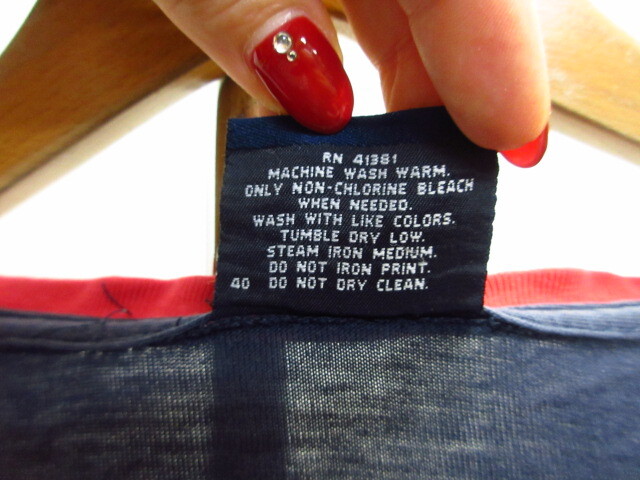 RN 41381
MACHINE WASH WARM.
ONLY NON-CHLORINE BLEACH
WHEN NEEDED.
WASH WITH LIKE COLORS.
TUMBLE DRY LOW.
STEAM IRON MEDIUM.
DO NOT IRON PRINT.
40 DO NOT DRY CLEAN.